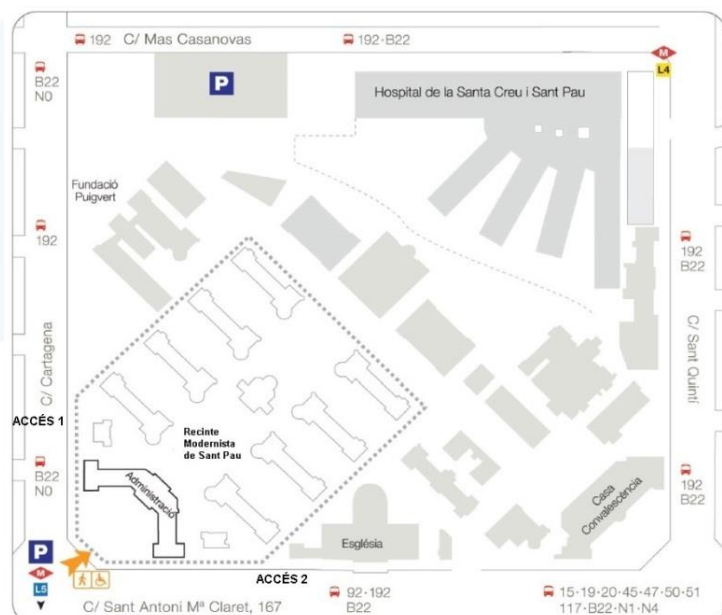 192 C/ Mas Casanovas
192·B22
M
L4
B22
N0
P
Hospital de la Santa Creu i Sant Pau
Fundació
Puigvert
192
192
B22
C/ Cartagena
C/ Sant Quintí
ACCÉS 1
Recinte
Modernista
de Sant Pau
B22
N0
Administració
192
B22
Casa
Convalescència
Església
P
M
L5
ACCÉS 2
C/ Sant Antoni Mª Claret, 167
92·192
B22
15·19·20·45·47·50·51
117·B22·N1·N4